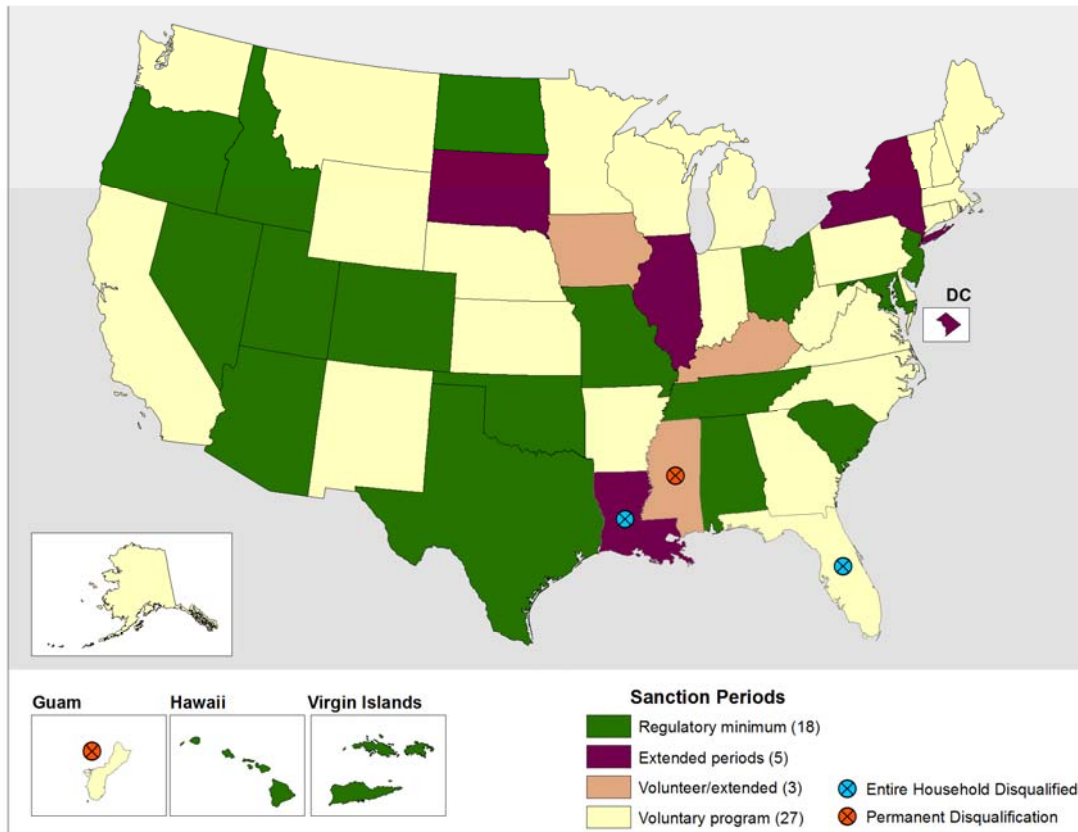 DC
Guam
Hawaii
Virgin Islands
Sanction Periods
Regulatory minimum (18)
Extended periods (5)
Volunteer/extended (3)
Voluntary program (27)
Entire Household Disqualified
Permanent Disqualification